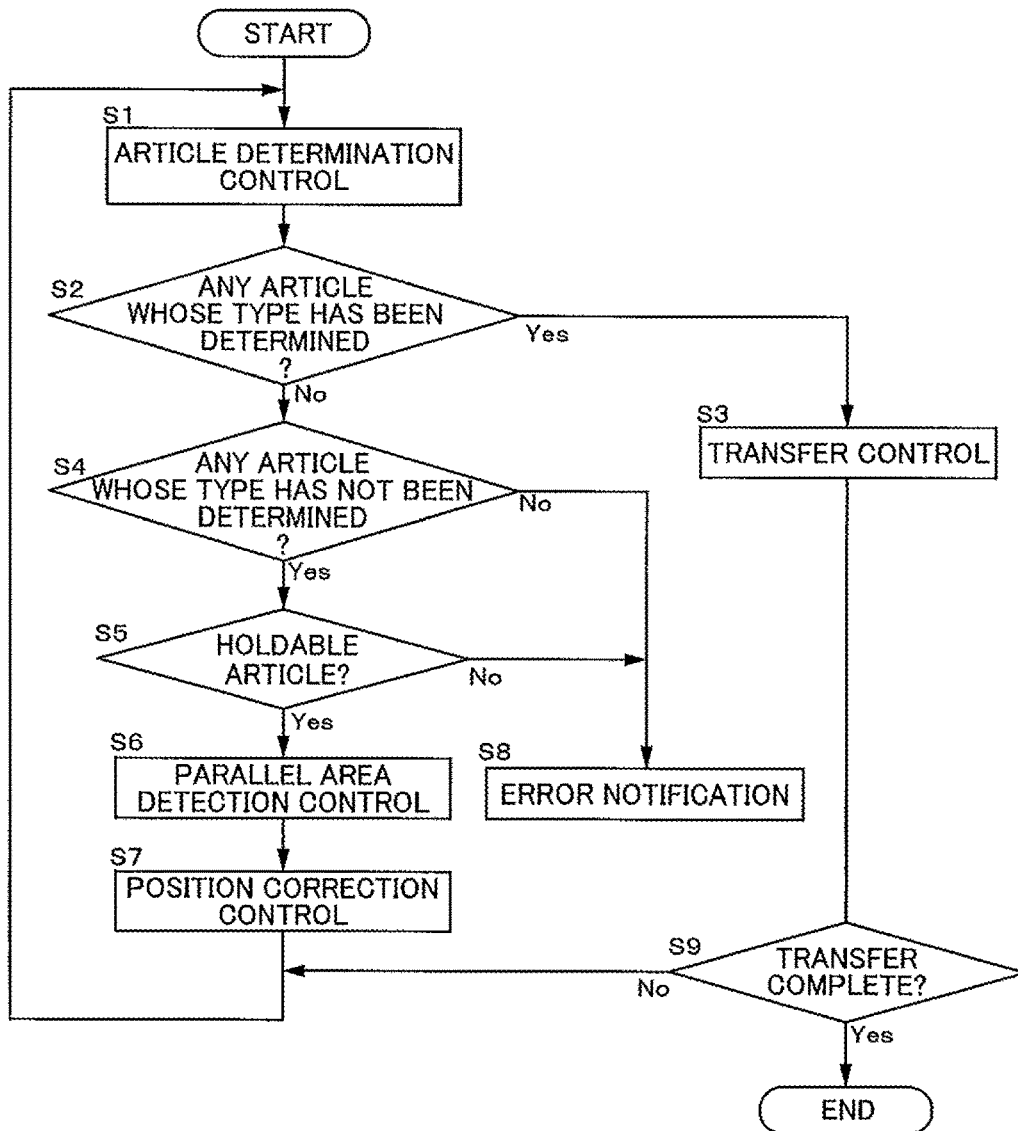 START
S1
ARTICLE DETERMINATION
CONTROL
S2
ANY ARTICLE
WHOSE TYPE HAS BEEN
DETERMINED
?
Yes
No
S3
TRANSFER CONTROL
S4
ANY ARTICLE
WHOSE TYPE HAS NOT BEEN
DETERMINED
?
No
Yes
S5
HOLDABLE
ARTICLE?
No
Yes
S6
PARALLEL AREA
DETECTION CONTROL
S8
ERROR NOTIFICATION
S7
POSITION CORRECTION
CONTROL
S9
TRANSFER
COMPLETE?
No
Yes
END